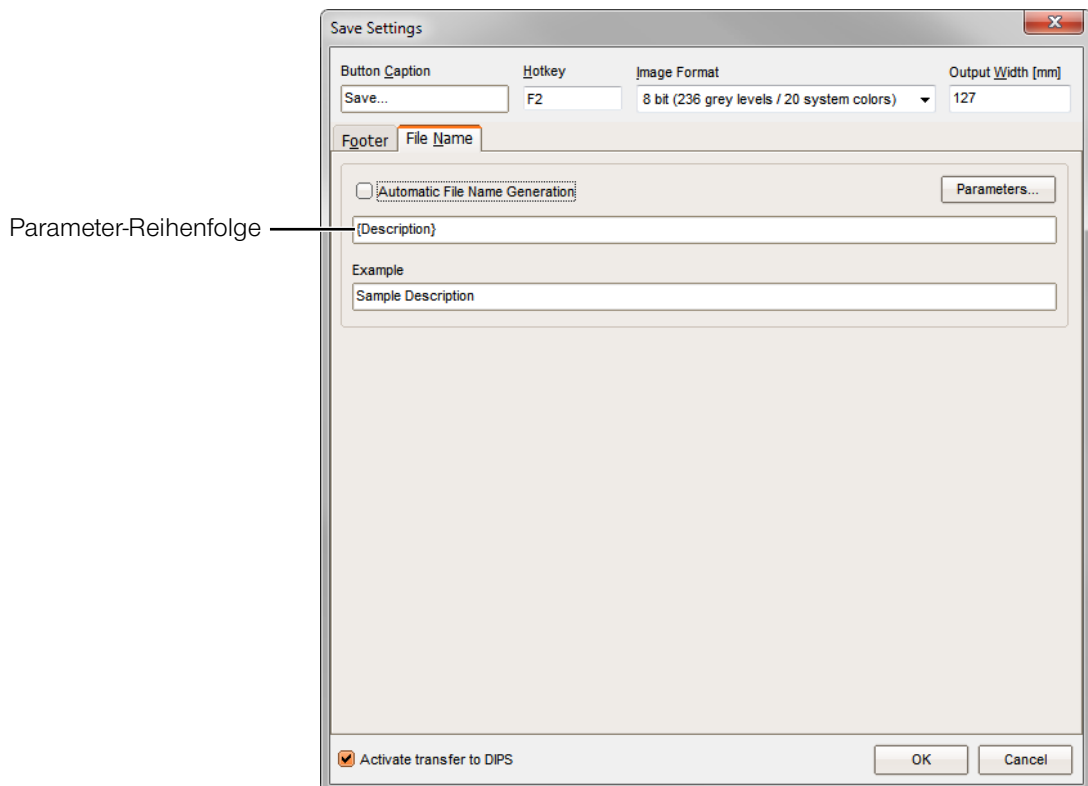 Save Settings
Button Caption Hotkey Image Format Output Width [mm]
Save... F2 8 bit (236 grey levels / 20 system colors) 127
Footer File Name
Automatic File Name Generation Parameters...
Parameter-Reihenfolge {Description}
Example
Sample Description
Activate transfer to DIPS OK Cancel